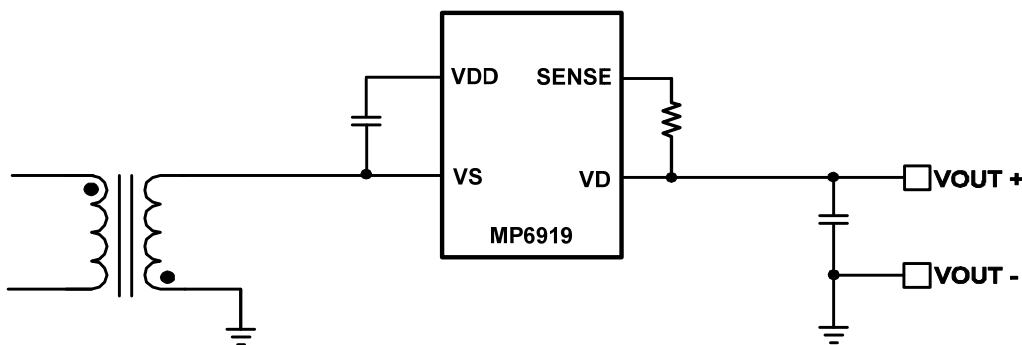 VDD SENSE
VS VD
MP6919
VOUT +
VOUT -